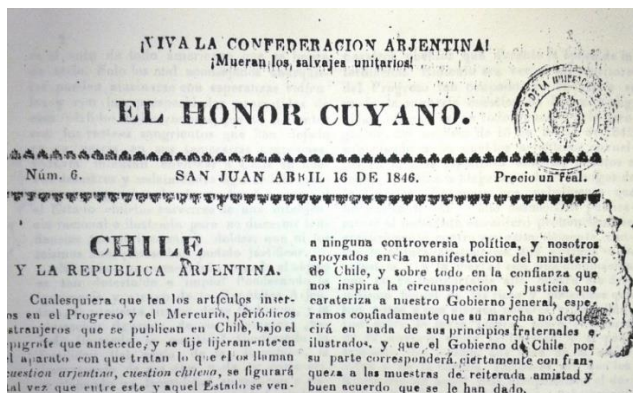 ¡VIVA LA CONFEDERACION ARJENTINA!
¡Mueran los salvajes unitarios!
EL HONOR CUYANO.
Núm. 6.
SAN JUAN ABRIL 16 DE 1846.
Precio un real.
CHILE
Y LA REPUBLICA ARJENTINA.
Cualesquiera que lea los artículos inser-
os en el Progreso y el Mercurio, periódicos
stranjeros que se publican en Chile, bajo el
pigrafe que antecede, y se fije lijeramente en
el aparato con que tratan lo que ellos llaman
cuestion arjentina, cuestion chilena, se figurará
tal vez que entre este y aquel Estado se ven-
a ninguna controversia política, y nosotros
apoyados en la manifestacion del ministerio
de Chile, y sobre todo en la confianza que
nos inspira la circunspeccion y justicia que
carateriza a nuestro Gobierno jeneral, espe-
ramos confiadamente que su marcha no desde-
cirá en nada de sus principios fraternales e
ilustrados, y que el Gobierno de Chile por
su parte corresponderá ciertamente con fran-
queza a las muestras de reiterada amistad y
buen acuerdo que se le han dado.